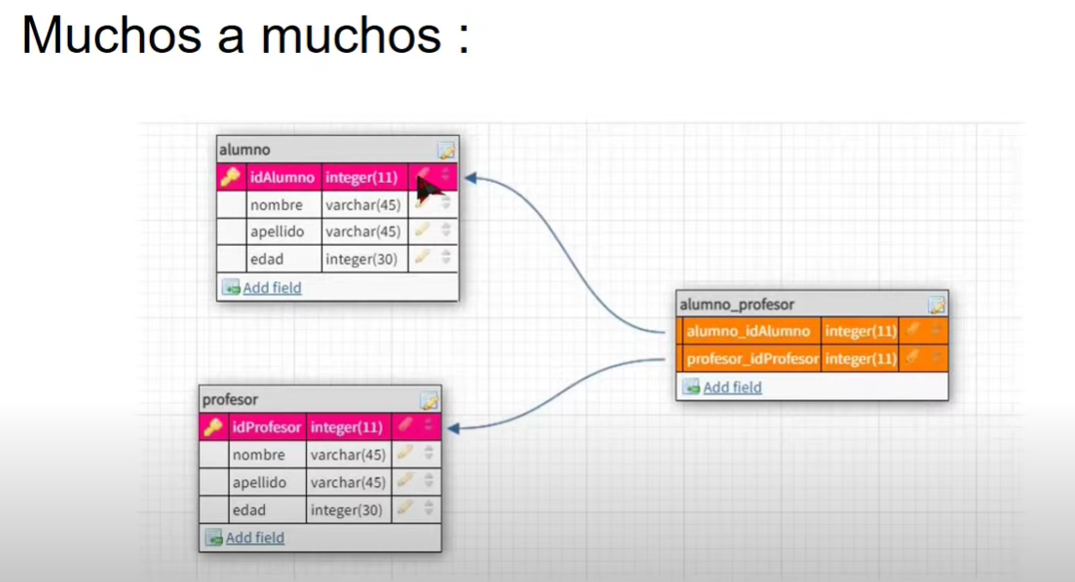 Muchos a muchos :
alumno
idAlumno integer(11)
nombre varchar(45)
apellido varchar(45)
edad integer(30)
Add field
alumno_profesor
alumno_idAlumno integer(11)
profesor_idProfesor integer(11)
Add field
profesor
idProfesor integer(11)
nombre varchar(45)
apellido varchar(45)
edad integer(30)
Add field